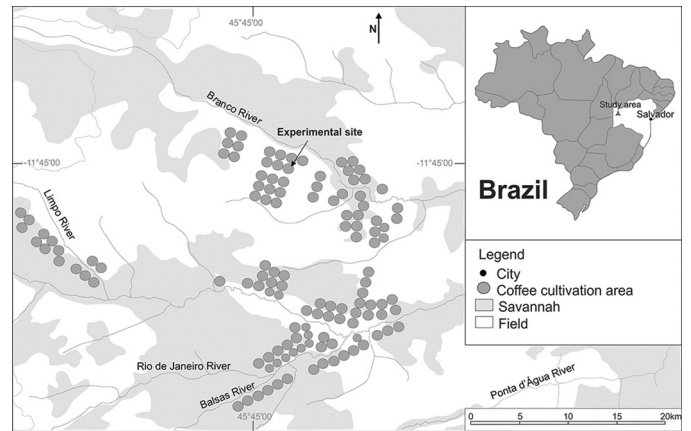 45°45'00
N
Branco River
Experimental site
-11°45'00
-11°45'00
Limpo River
Rio de Janeiro River
Balsas River
45°45'00
Study area
Salvador
Brazil
Legend
City
Coffee cultivation area
Savannah
Field
Ponta d'Água River
0 5 10 15 20km